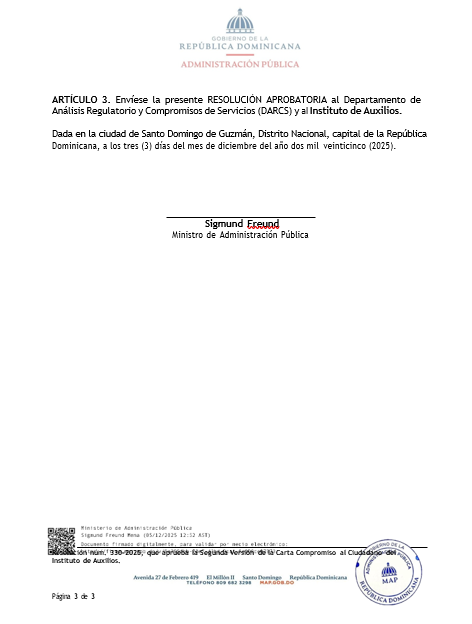 GOBIERNO DE LA
REPÚBLICA DOMINICANA
ADMINISTRACIÓN PÚBLICA
ARTÍCULO 3. Envíese la presente RESOLUCIÓN APROBATORIA al Departamento de
Análisis Regulatorio y Compromisos de Servicios (DARCS) y al Instituto de Auxilios.
Dada en la ciudad de Santo Domingo de Guzmán, Distrito Nacional, capital de la República
Dominicana, a los tres (3) días del mes de diciembre del año dos mil veinticinco (2025).
Sigmund Freund
Ministro de Administración Pública
Ministerio de Administración Pública
Sigmund Freund Mena (05/12/2025 12:12 AST)
Documento firmado digitalmente, para validar por medio electrónico:
Resolución núm. 330-2025, que aprueba la Segunda Versión de la Carta Compromiso al Ciudadano del
Instituto de Auxilios.
Avenida 27 de Febrero 419 El Millón II Santo Domingo República Dominicana
TELÉFONO 809 682 3298 MAP.GOB.DO
Página 3 de 3
MAP
REPÚBLICA DOMINICANA